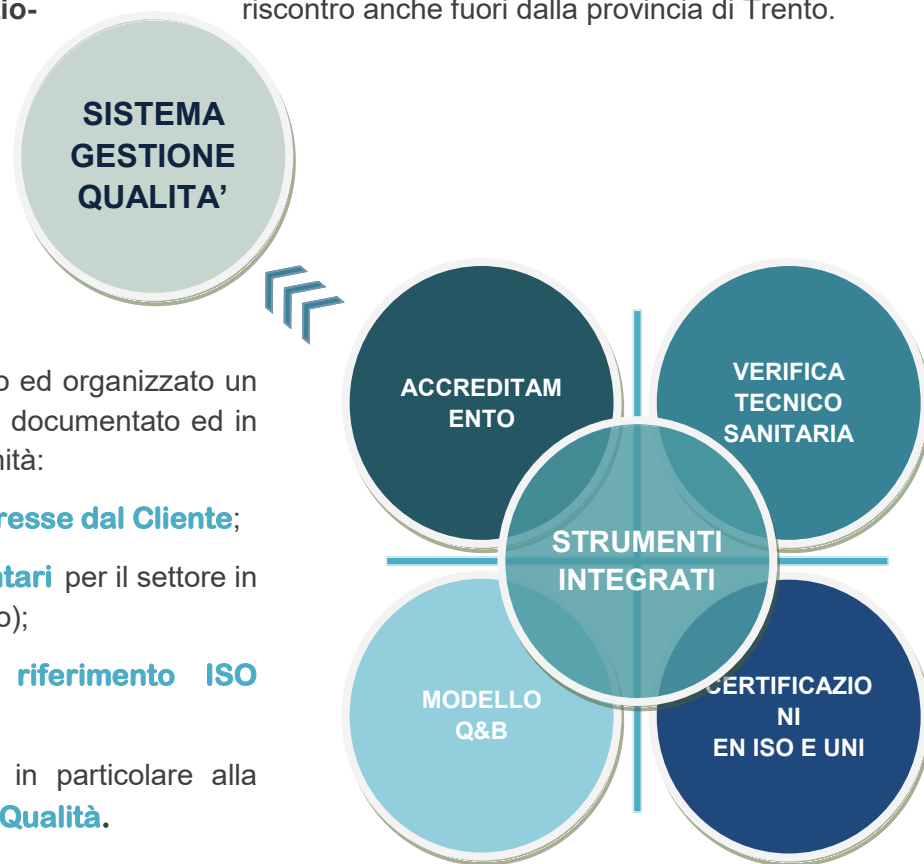 riscontro anche fuori dalla provincia di Trento.
SISTEMA
GESTIONE
QUALITA’
o ed organizzato un
documentato ed in
nità:
resse dal Cliente;
ntari per il settore in
o);
riferimento ISO
in particolare alla
Qualità.
ACCREDITAM
ENTO
VERIFICA
TECNICO
SANITARIA
STRUMENTI
INTEGRATI
MODELLO
Q&B
CERTIFICAZIO
NI
EN ISO E UNI